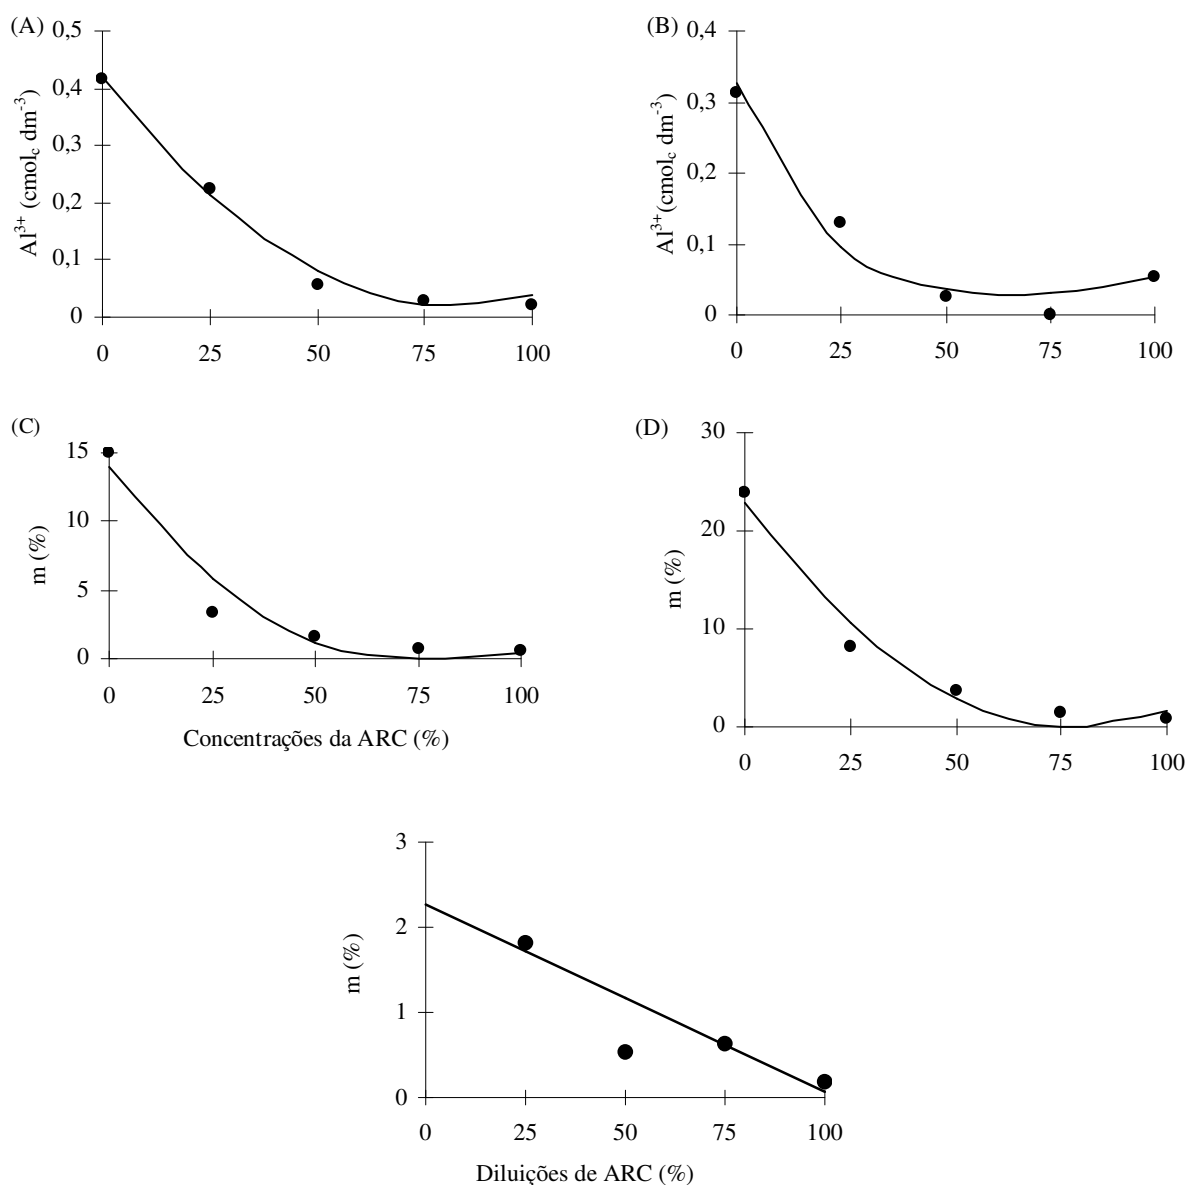 (A)
Al³⁺ (cmol꜀ dm⁻³)
0,5
0,4
0,3
0,2
0,1
0
0 25 50 75 100
(B)
Al³⁺(cmol꜀ dm⁻³)
0,4
0,3
0,2
0,1
0
0 25 50 75 100
(C)
m (%)
15
10
5
0
0 25 50 75 100
Concentrações da ARC (%)
(D)
m (%)
30
20
10
0
0 25 50 75 100
m (%)
3
2
1
0
0 25 50 75 100
Diluições de ARC (%)